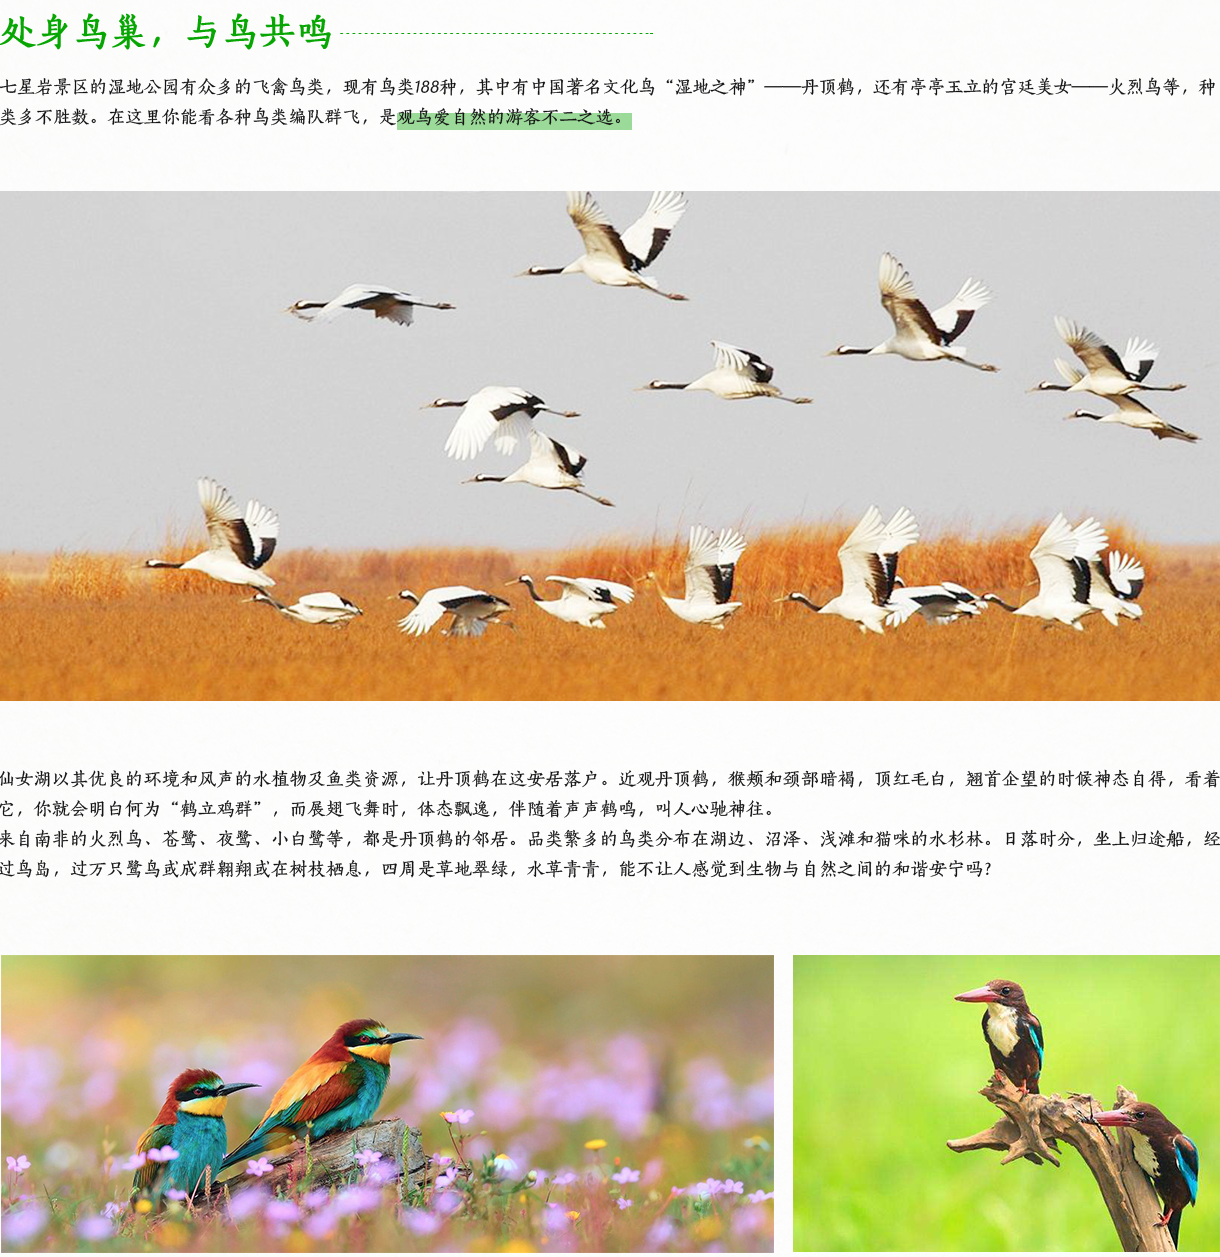 处身鸟巢，与鸟共鸣
七星岩景区的湿地公园有众多的飞禽鸟类，现有鸟类188种，其中有中国著名文化鸟“湿地之神”——丹顶鹤，还有亭亭玉立的宫廷美女——火烈鸟等，种
类多不胜数。在这里你能看各种鸟类编队群飞，是观鸟爱自然的游客不二之选。
仙女湖以其优良的环境和风声的水植物及鱼类资源，让丹顶鹤在这安居落户。近观丹顶鹤，猴颊和颈部暗褐，顶红毛白，翘首企望的时候神态自得，看着
它，你就会明白何为“鹤立鸡群”，而展翅飞舞时，体态飘逸，伴随着声声鹤鸣，叫人心驰神往。
来自南非的火烈鸟、苍鹭、夜鹭、小白鹭等，都是丹顶鹤的邻居。品类繁多的鸟类分布在湖边、沼泽、浅滩和猫咪的水杉林。日落时分，坐上归途船，经
过鸟岛，过万只鹭鸟或成群翱翔或在树枝栖息，四周是草地翠绿，水草青青，能不让人感觉到生物与自然之间的和谐安宁吗？